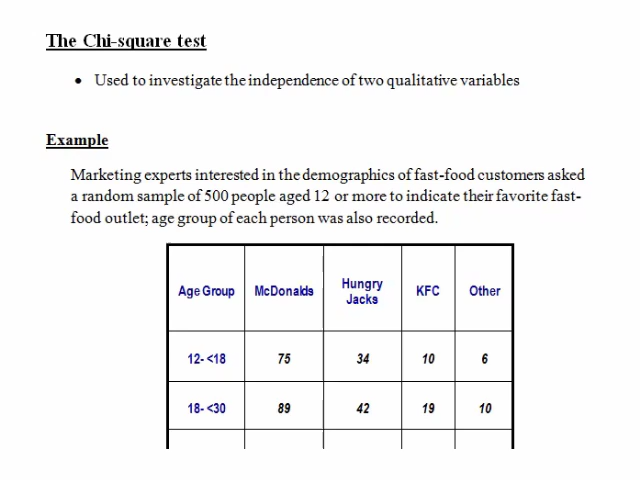 The Chi-square test
• Used to investigate the independence of two qualitative variables
Example
Marketing experts interested in the demographics of fast-food customers asked
a random sample of 500 people aged 12 or more to indicate their favorite fast-
food outlet; age group of each person was also recorded.
Age Group McDonalds Hungry Jacks KFC Other
12- <18 75 34 10 6
18- <30 89 42 19 10